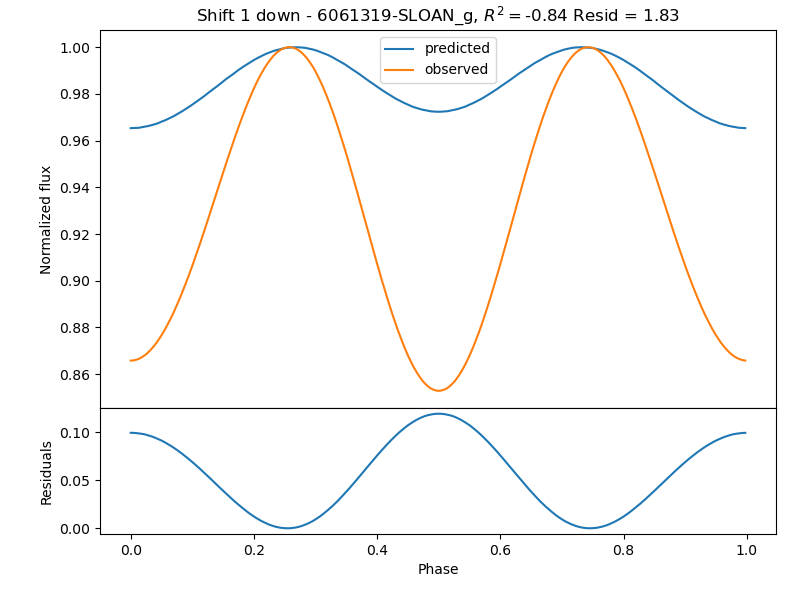 Shift 1 down - 6061319-SLOAN_g, R² = -0.84 Resid = 1.83
predicted
observed
Normalized flux
1.00
0.98
0.96
0.94
0.92
0.90
0.88
0.86
Residuals
0.10
0.05
0.00
0.0 0.2 0.4 0.6 0.8 1.0
Phase